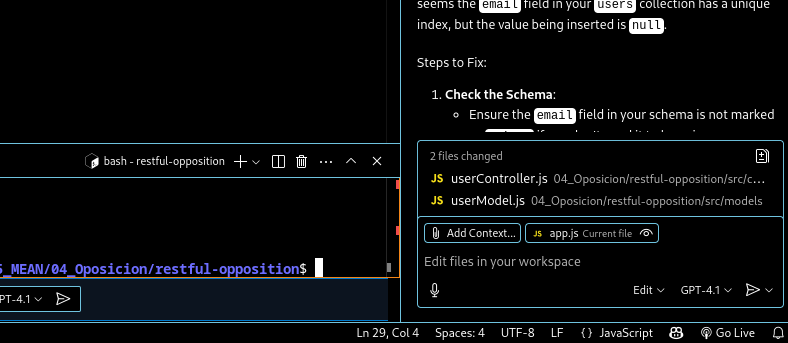 seems the email field in your users collection has a unique
index, but the value being inserted is null.
Steps to Fix:
1. Check the Schema:
Ensure the email field in your schema is not marked
bash - restful-opposition
2 files changed
JS userController.js 04_Oposicion/restful-opposition/src/c...
JS userModel.js 04_Oposicion/restful-opposition/src/models
Add Context...
JS app.js Current file
Edit files in your workspace
_MEAN/04_Oposicion/restful-opposition$
PT-4.1
Edit
GPT-4.1
Ln 29, Col 4
Spaces: 4
UTF-8
LF
{} JavaScript
Go Live